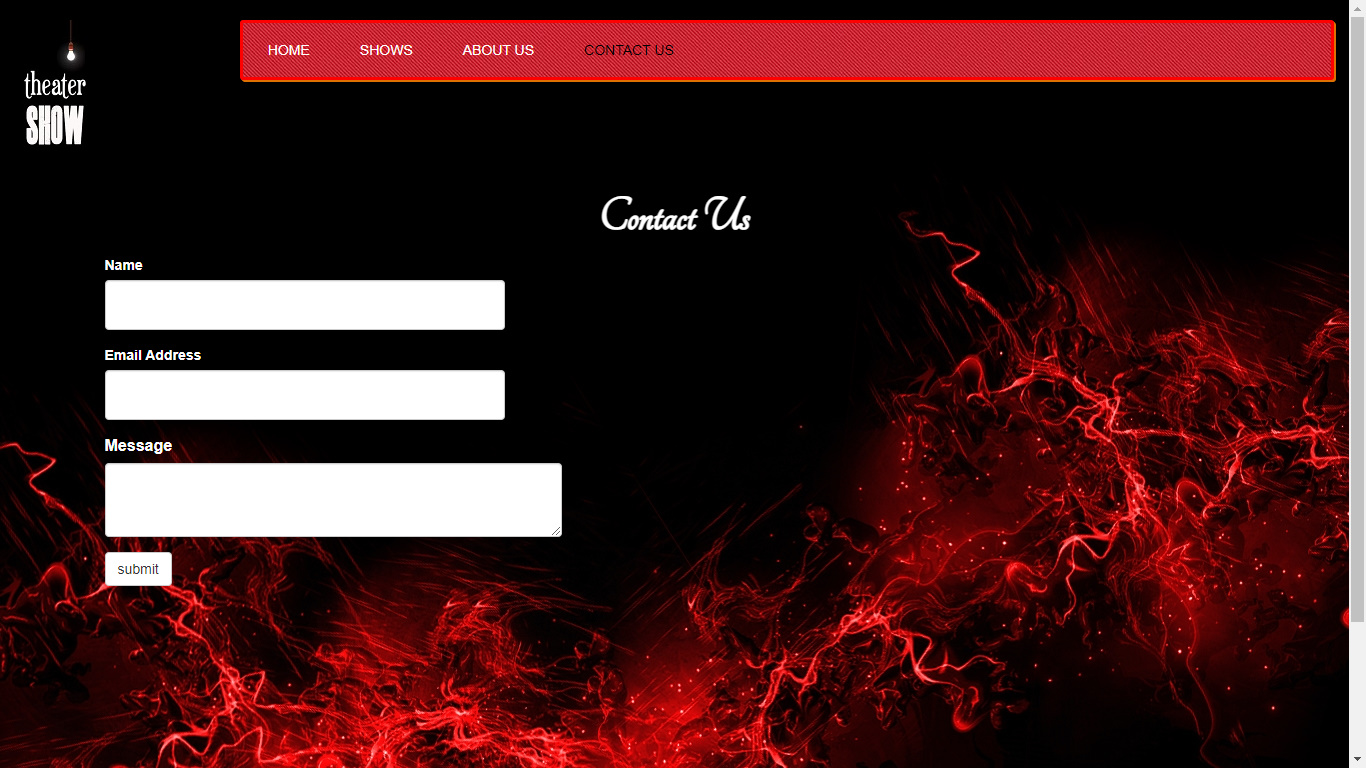 theater
SHOW
HOME SHOWS ABOUT US CONTACT US
Contact Us
Name
Email Address
Message
submit